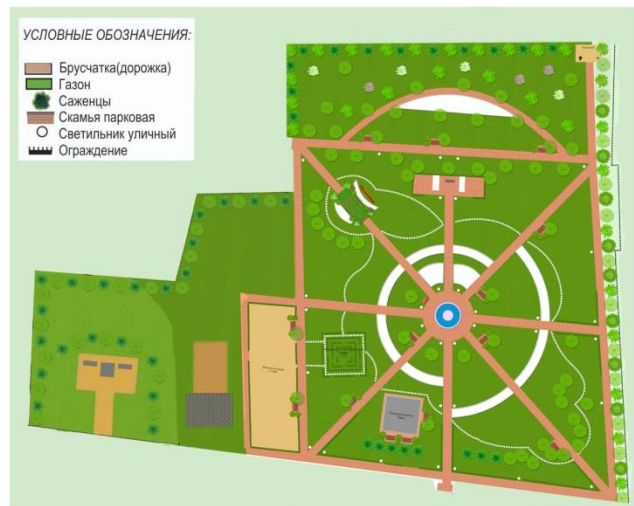 УСЛОВНЫЕ ОБОЗНАЧЕНИЯ:
Брусчатка(дорожка)
Газон
Саженцы
Скамья парковая
Светильник уличный
Ограждение